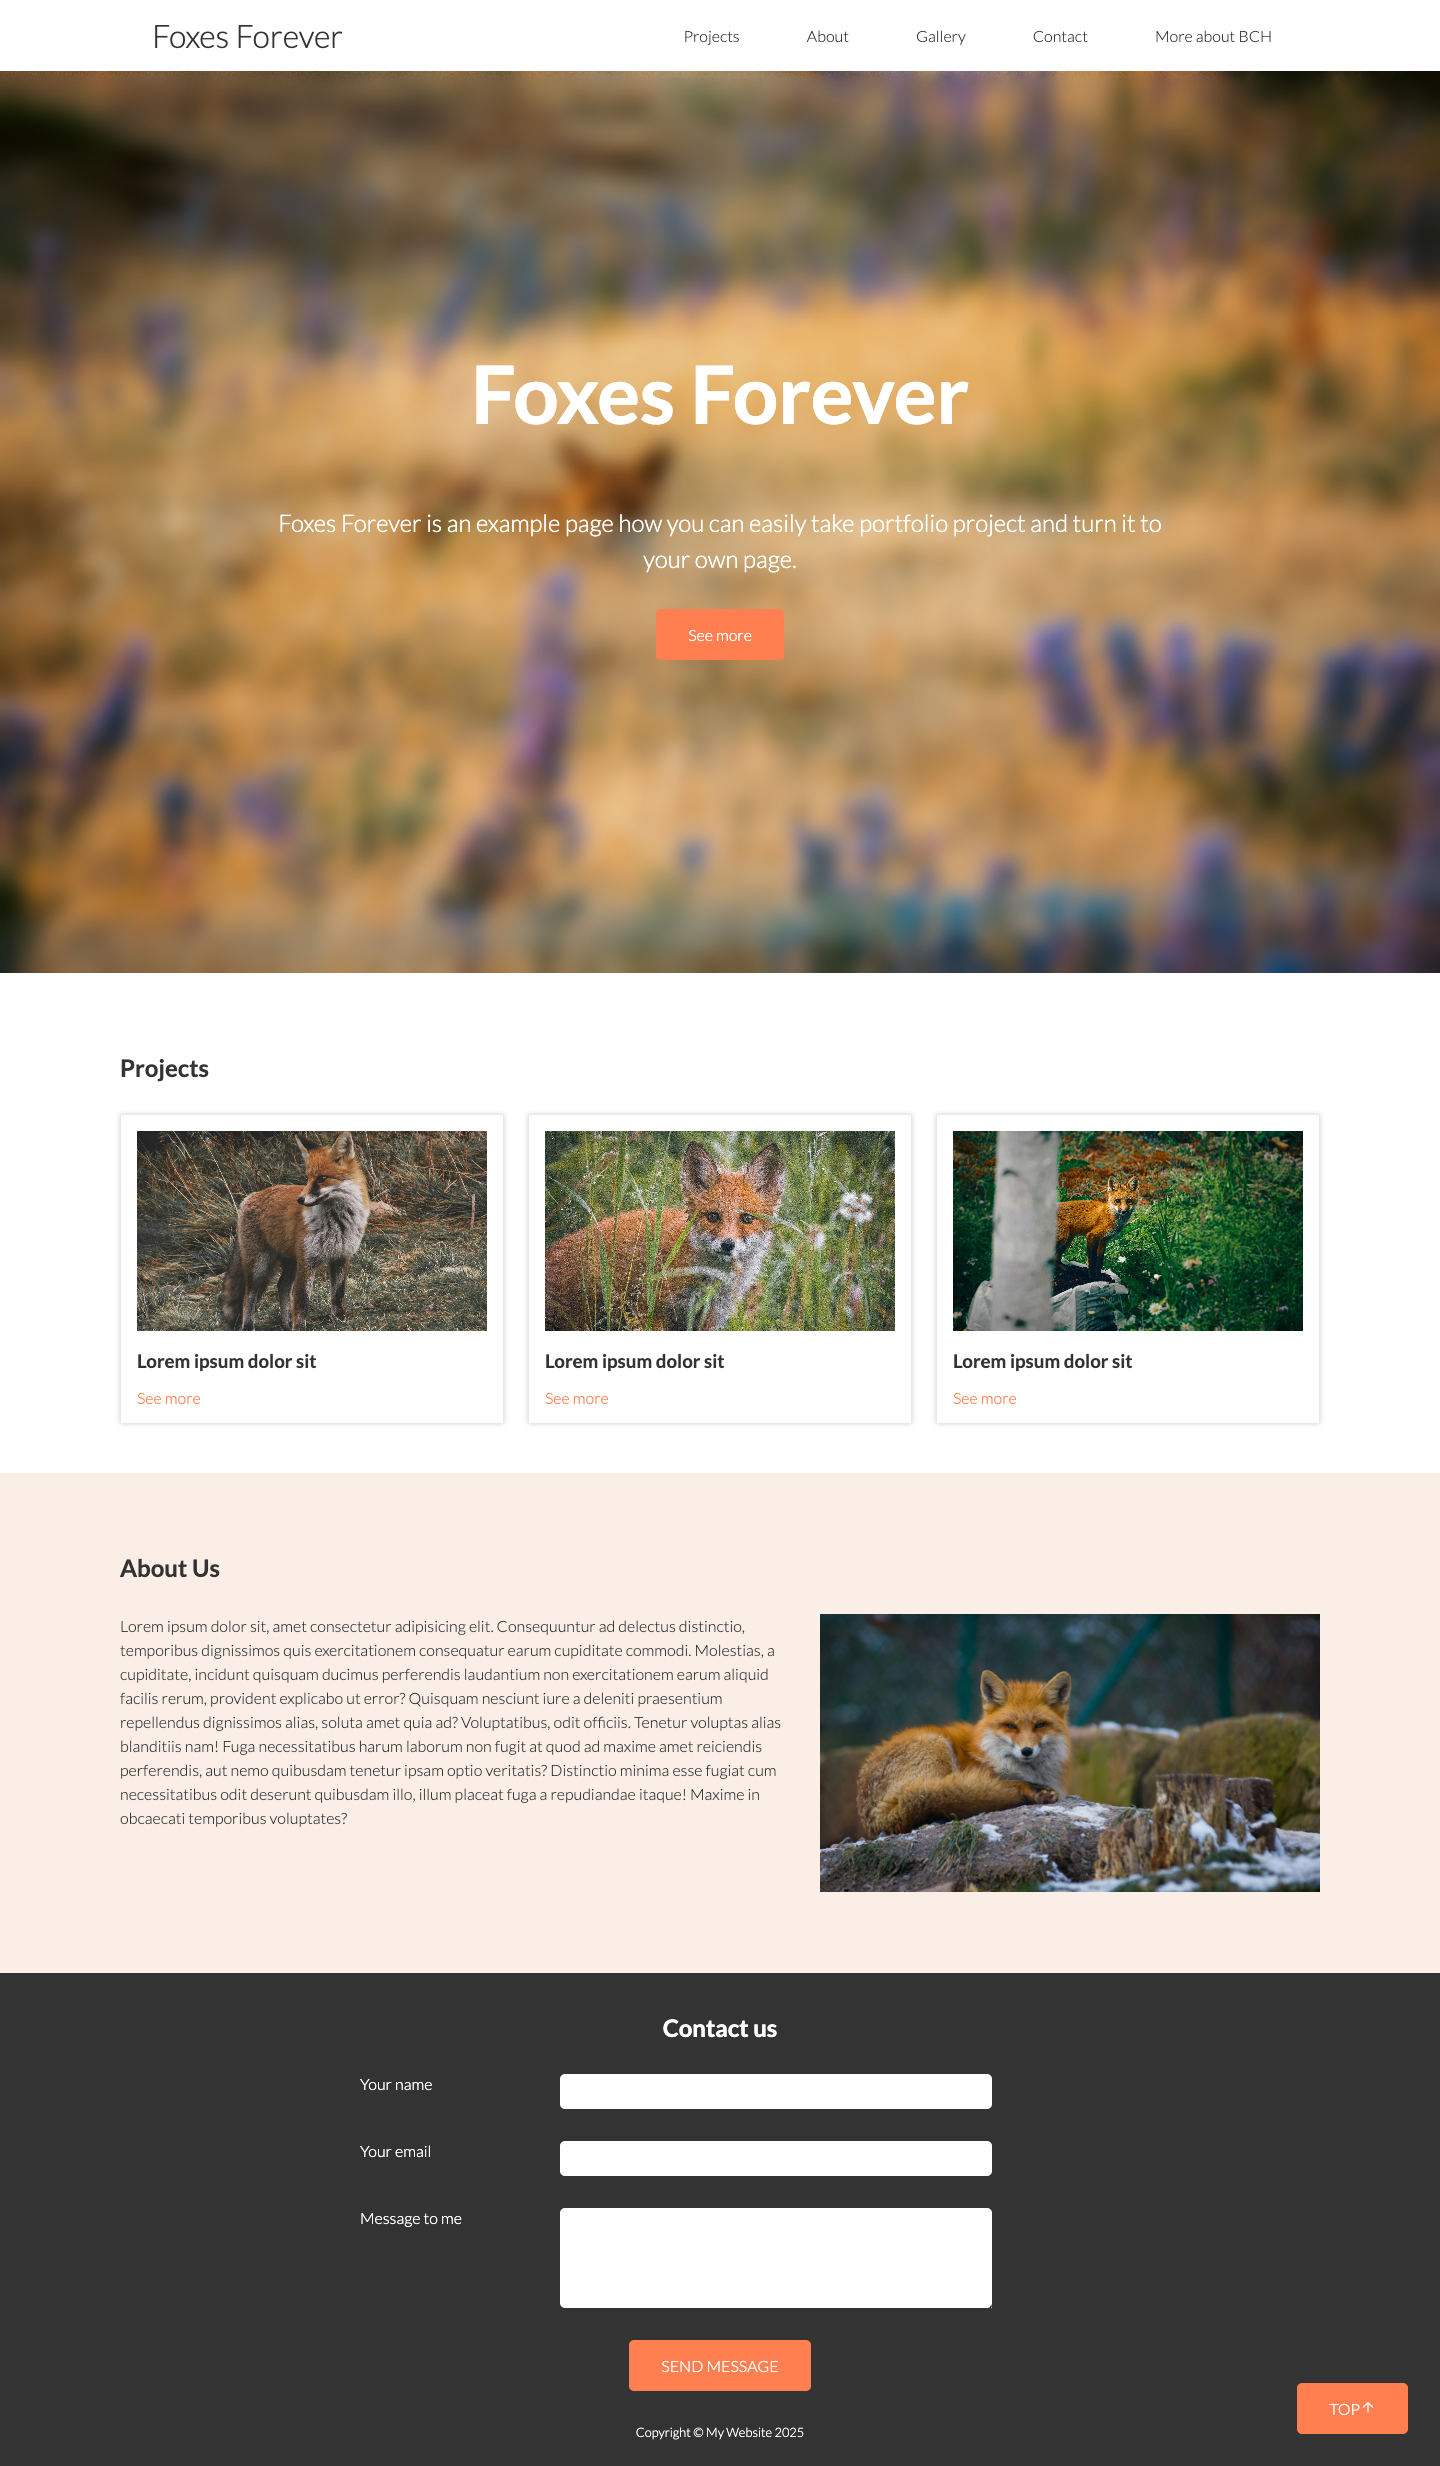 Foxes Forever
Projects
About
Gallery
Contact
More about BCH
Foxes Forever
Foxes Forever is an example page how you can easily take portfolio project and turn it to
your own page.
See more
Projects
Lorem ipsum dolor sit
See more
Lorem ipsum dolor sit
See more
Lorem ipsum dolor sit
See more
About Us
Lorem ipsum dolor sit, amet consectetur adipisicing elit. Consequuntur ad delectus distinctio,
temporibus dignissimos quis exercitationem consequatur earum cupiditate commodi. Molestias, a
cupiditate, incidunt quisquam ducimus perferendis laudantium non exercitationem earum aliquid
facilis rerum, provident explicabo ut error? Quisquam nesciunt iure a deleniti praesentium
repellendus dignissimos alias, soluta amet quia ad? Voluptatibus, odit officiis. Tenetur voluptas alias
blanditiis nam! Fuga necessitatibus harum laborum non fugit at quod ad maxime amet reiciendis
perferendis, aut nemo quibusdam tenetur ipsam optio veritatis? Distinctio minima esse fugiat cum
necessitatibus odit deserunt quibusdam illo, illum placeat fuga a repudiandae itaque! Maxime in
obcaecati temporibus voluptates?
Contact us
Your name
Your email
Message to me
SEND MESSAGE
TOP↑
Copyright © My Website 2025